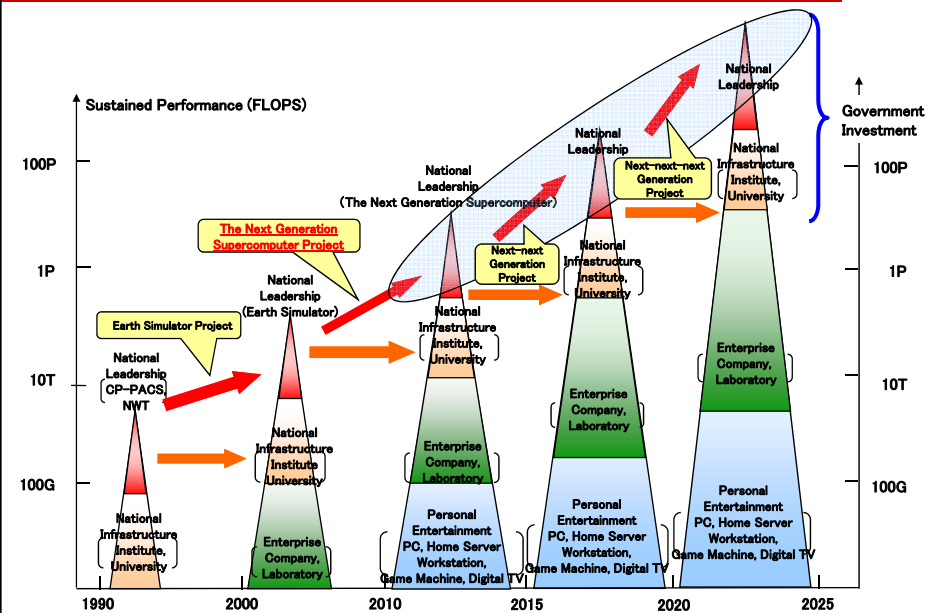 Sustained Performance (FLOPS)
100P
1P
10T
100G
Government
Investment
100P
1P
10T
100G
Earth Simulator Project
The Next Generation
Supercomputer Project
Next-next
Generation
Project
Next-next-next
Generation
Project
National
Leadership
CP-PACS,
NWT
National
Infrastructure
Institute,
University
National
Leadership
(Earth Simulator)
National
Infrastructure
Institute
University
Enterprise
Company,
Laboratory
National
Leadership
(The Next Generation Supercomputer)
National
Infrastructure
Institute,
University
Enterprise
Company,
Laboratory
Personal
Entertainment
PC, Home Server
Workstation,
Game Machine, Digital TV
National
Leadership
National
Infrastructure
Institute,
University
Enterprise
Company,
Laboratory
Personal
Entertainment
PC, Home Server
Workstation,
Game Machine, Digital TV
National
Leadership
National
Infrastructure
Institute,
University
Enterprise
Company,
Laboratory
Personal
Entertainment
PC, Home Server
Workstation,
Game Machine, Digital TV
1990
2000
2010
2015
2020
2025